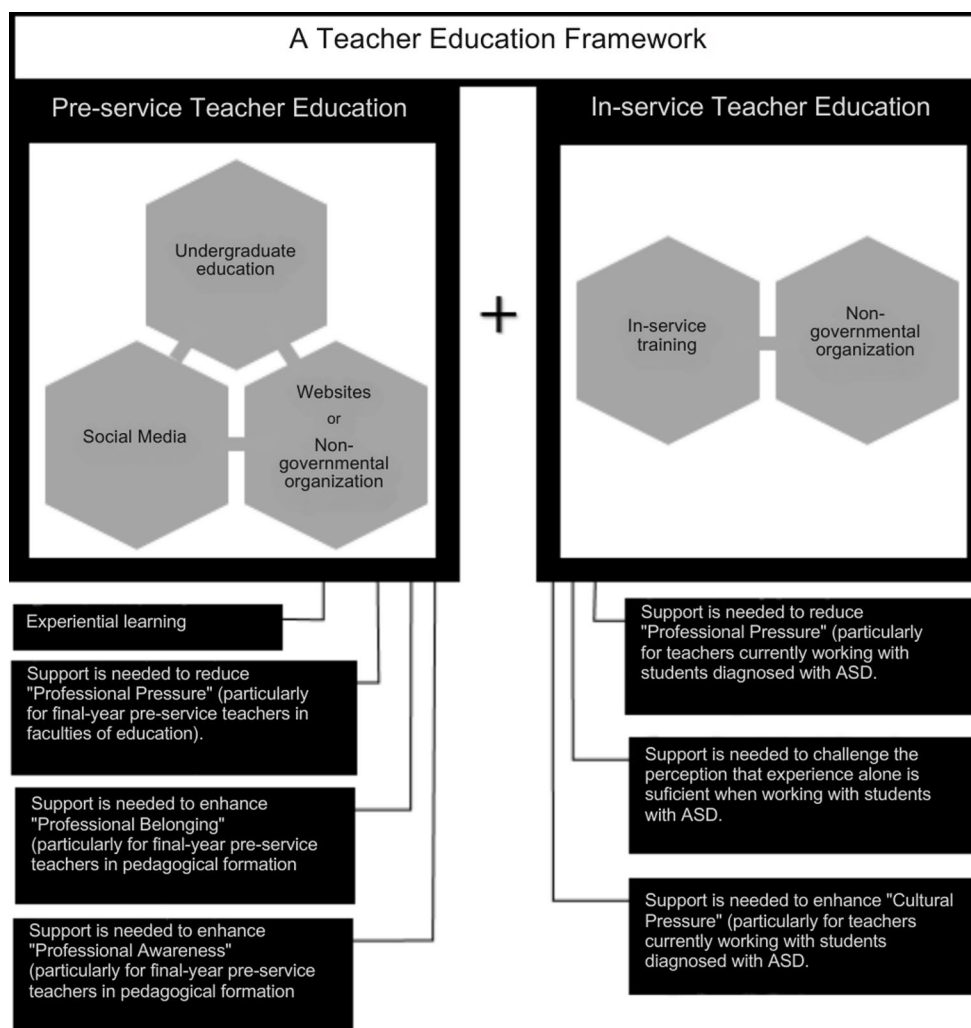 A Teacher Education Framework
Pre-service Teacher Education
Undergraduate
education
Social Media
Websites
or
Non-
governmental
organization
+
In-service Teacher Education
In-service
training
Non-
governmental
organization
Experiential learning
Support is needed to reduce
"Professional Pressure" (particularly
for final-year pre-service teachers in
faculties of education).
Support is needed to enhance
"Professional Belonging"
(particularly for final-year pre-service
teachers in pedagogical formation
Support is needed to enhance
"Professional Awareness"
(particularly for final-year pre-service
teachers in pedagogical formation
Support is needed to reduce
"Professional Pressure" (particularly
for teachers currently working with
students diagnosed with ASD.
Support is needed to challenge the
perception that experience alone is
suficient when working with students
with ASD.
Support is needed to enhance "Cultural
Pressure" (particularly for teachers
currently working with students
diagnosed with ASD.